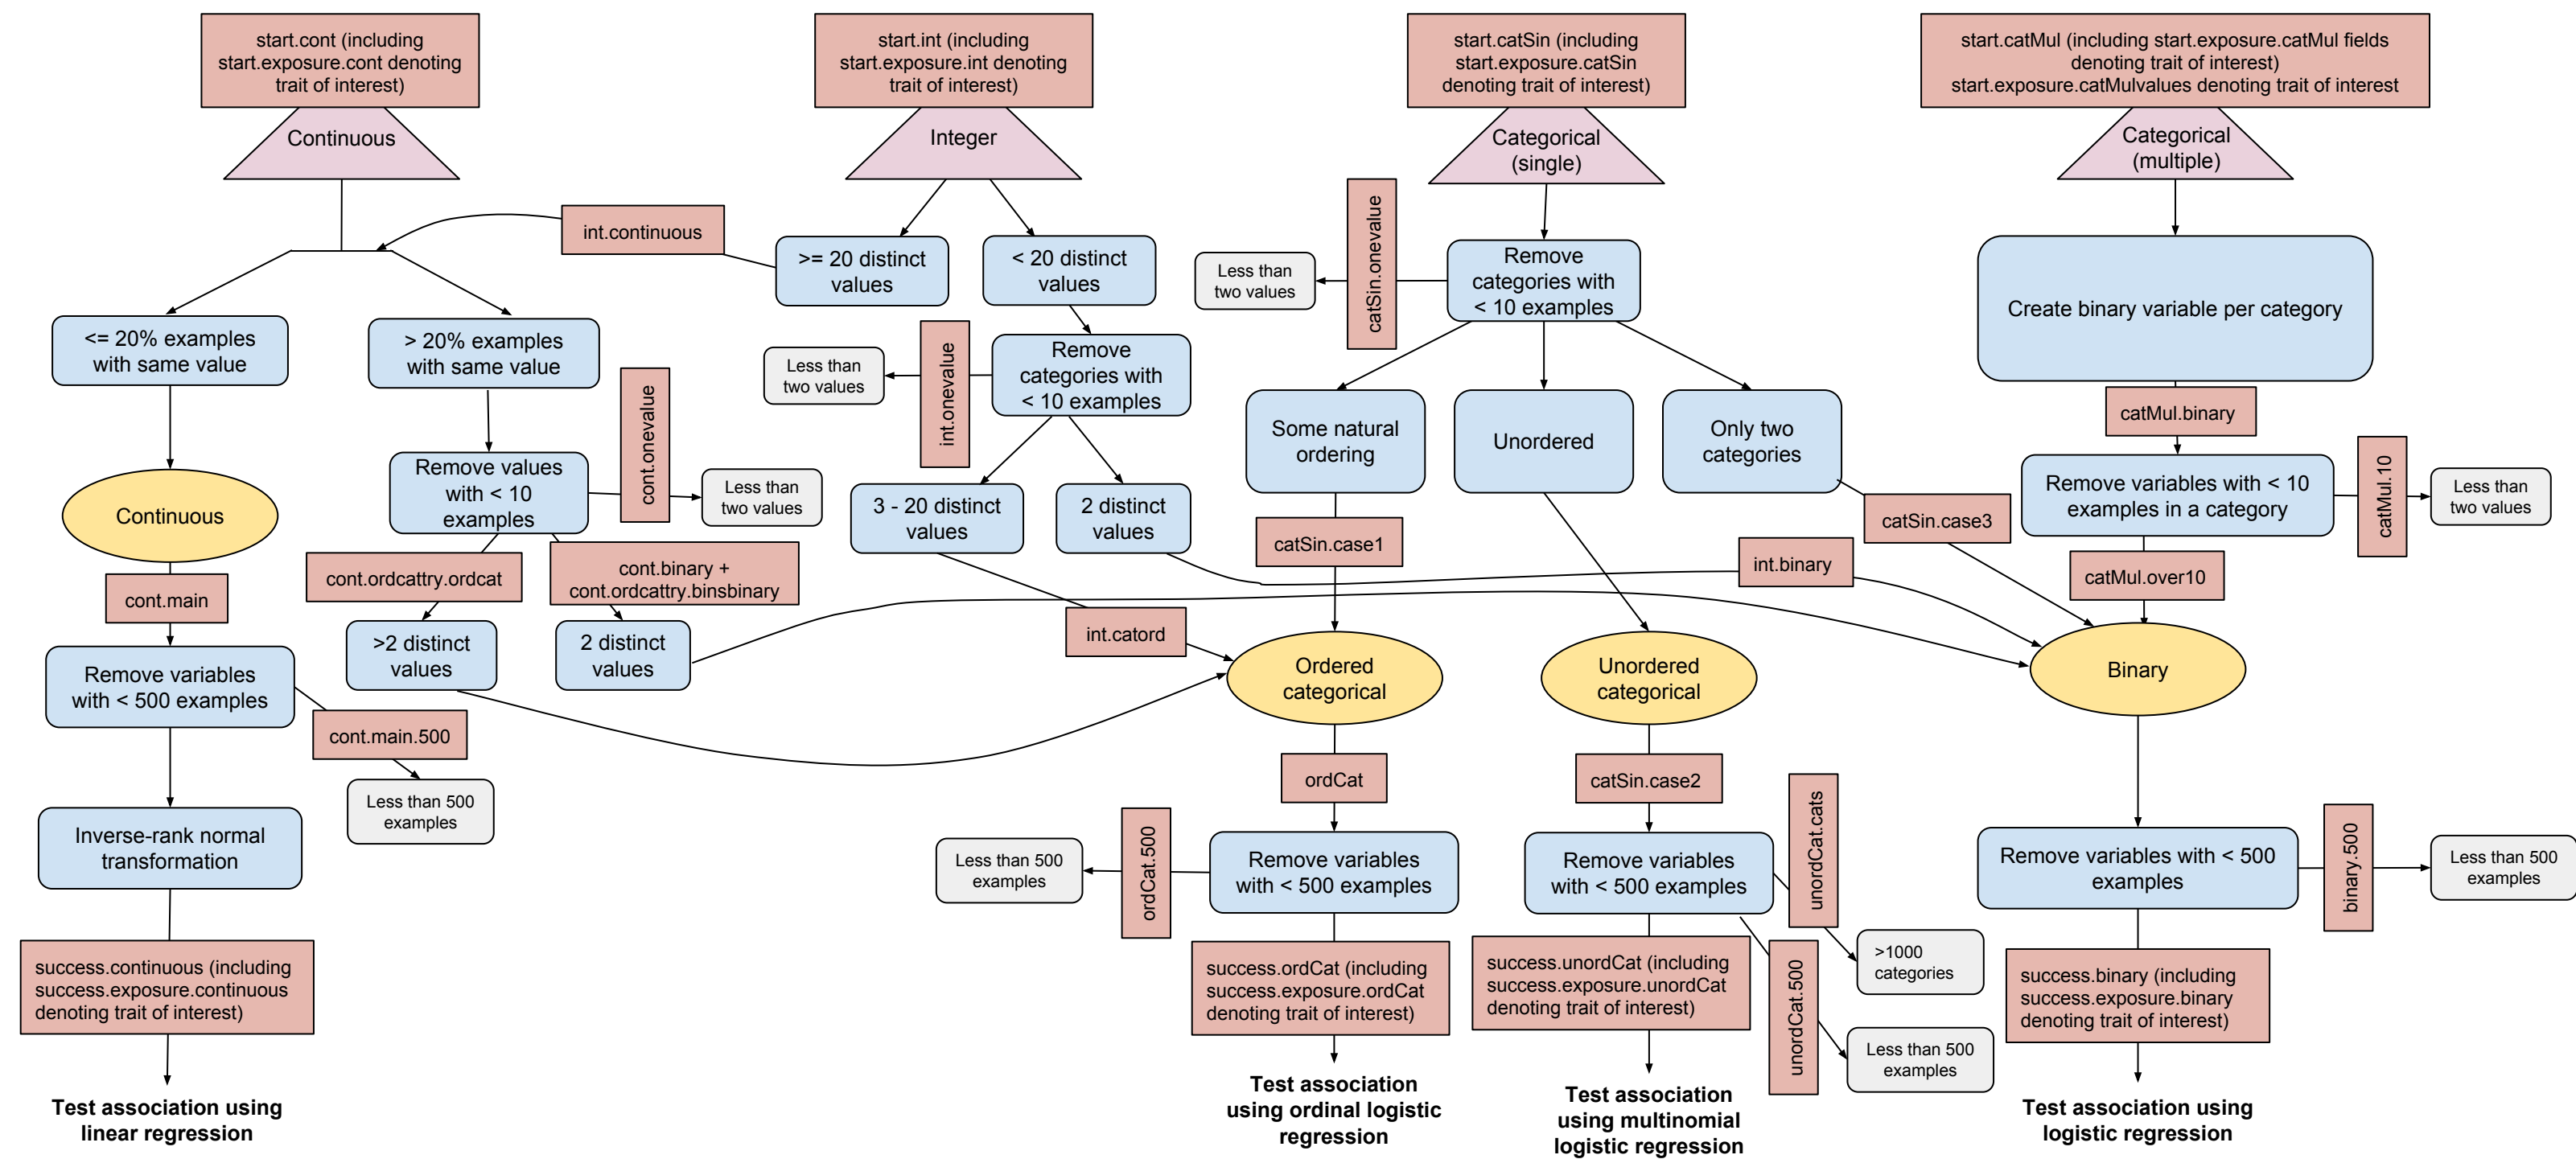 start.cont (including
start.exposure.cont denoting
trait of interest)
start.int (including
start.exposure.int denoting
trait of interest)
start.catSin (including
start.exposure.catSin
denoting trait of interest)
start.catMul (including start.exposure.catMul fields
denoting trait of interest)
start.exposure.catMulvalues denoting trait of interest
Continuous
Integer
Categorical
(single)
Categorical
(multiple)
int.continuous
>= 20 distinct
values
< 20 distinct
values
Less than
two values
catSin.onevalue
Remove
categories with
< 10 examples
Create binary variable per category
<= 20% examples
with same value
> 20% examples
with same value
cont.onevalue
Less than
two values
int.onevalue
Remove
categories with
< 10 examples
Some natural
ordering
Unordered
Only two
categories
catMul.binary
Continuous
Remove values
with < 10
examples
Less than
two values
3 - 20 distinct
values
2 distinct
values
catSin.case1
catSin.case3
Remove variables with < 10
examples in a category
catMul.10
Less than
two values
cont.main
cont.ordcattry.ordcat
cont.binary +
cont.ordcattry.binsbinary
int.binary
catMul.over10
Remove variables
with < 500 examples
>2 distinct
values
2 distinct
values
int.catord
Ordered
categorical
Unordered
categorical
Binary
cont.main.500
Less than 500
examples
ordCat
catSin.case2
unordCat.cats
Inverse-rank normal
transformation
Less than 500
examples
ordCat.500
Remove variables
with < 500 examples
Remove variables
with < 500 examples
Remove variables with < 500
examples
binary.500
Less than 500
examples
success.continuous (including
success.exposure.continuous
denoting trait of interest)
success.ordCat (including
success.exposure.ordCat
denoting trait of interest)
success.unordCat (including
success.exposure.unordCat
denoting trait of interest)
unordCat.500
>1000
categories
Less than 500
examples
success.binary (including
success.exposure.binary
denoting trait of interest)
Test association using
linear regression
Test association
using ordinal logistic
regression
Test association
using multinomial
logistic regression
Test association using
logistic regression